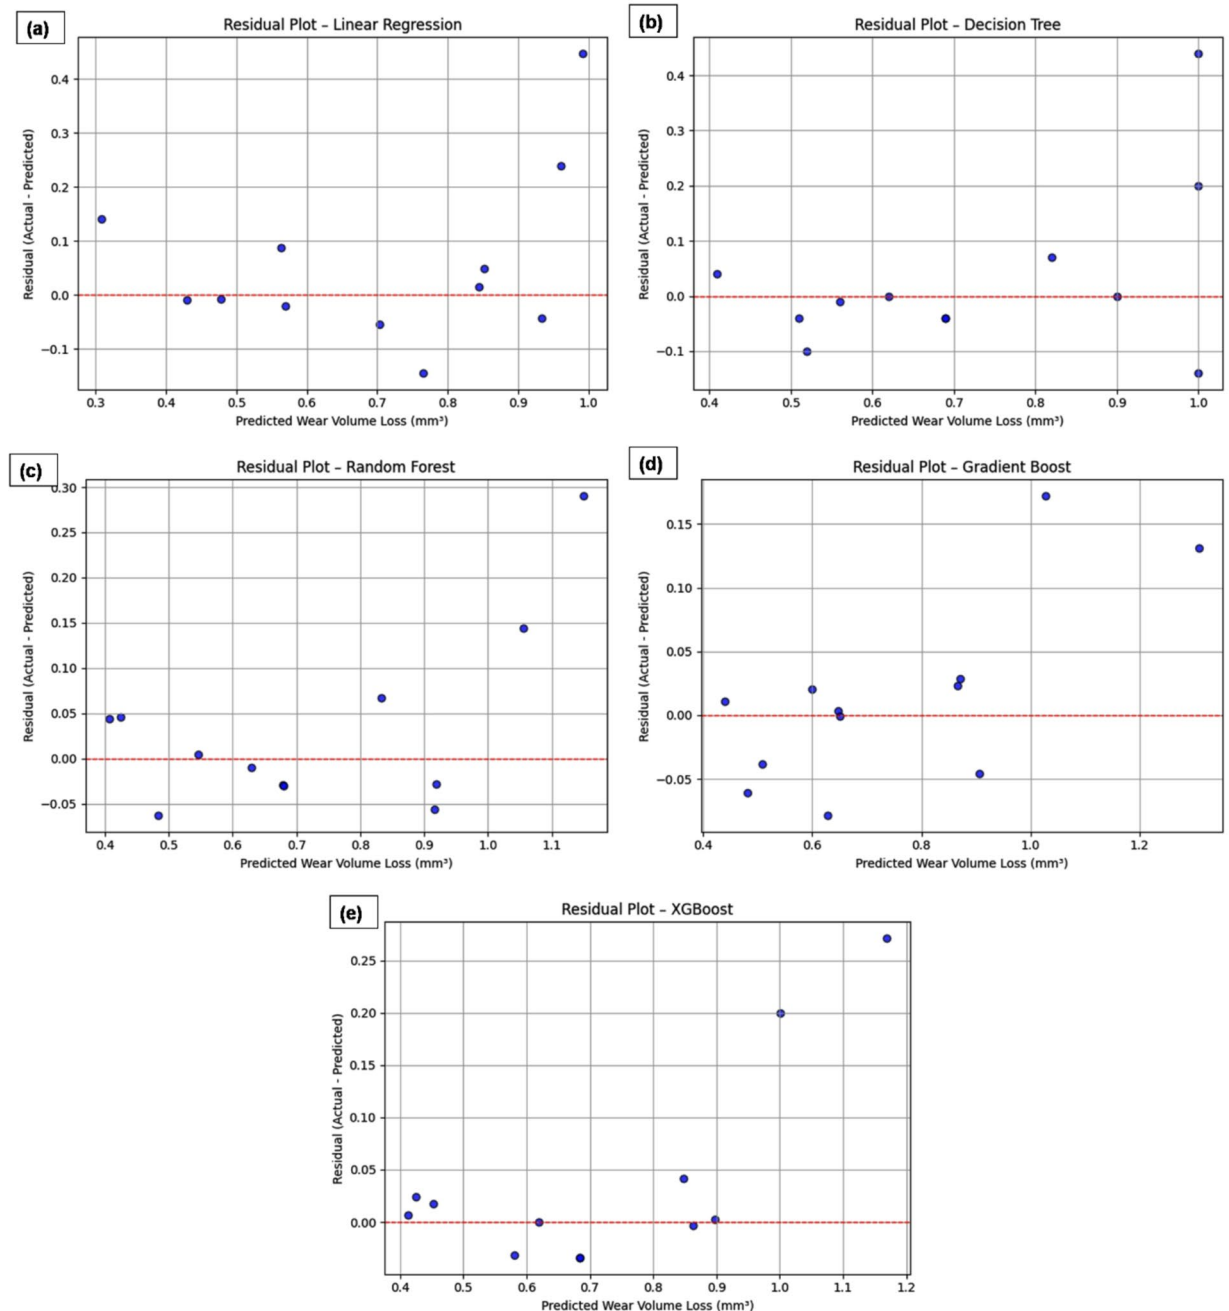 (a)
Residual Plot – Linear Regression
Residual (Actual - Predicted)
0.4
0.3
0.2
0.1
0.0
−0.1
0.3 0.4 0.5 0.6 0.7 0.8 0.9 1.0
Predicted Wear Volume Loss (mm³)
(b)
Residual Plot – Decision Tree
Residual (Actual - Predicted)
0.4
0.3
0.2
0.1
0.0
−0.1
0.4 0.5 0.6 0.7 0.8 0.9 1.0
Predicted Wear Volume Loss (mm³)
(c)
Residual Plot – Random Forest
Residual (Actual - Predicted)
0.30
0.25
0.20
0.15
0.10
0.05
0.00
−0.05
0.4 0.5 0.6 0.7 0.8 0.9 1.0 1.1
Predicted Wear Volume Loss (mm³)
(d)
Residual Plot – Gradient Boost
Residual (Actual - Predicted)
0.15
0.10
0.05
0.00
−0.05
0.4 0.6 0.8 1.0 1.2
Predicted Wear Volume Loss (mm³)
(e)
Residual Plot – XGBoost
Residual (Actual - Predicted)
0.25
0.20
0.15
0.10
0.05
0.00
0.4 0.5 0.6 0.7 0.8 0.9 1.0 1.1 1.2
Predicted Wear Volume Loss (mm³)